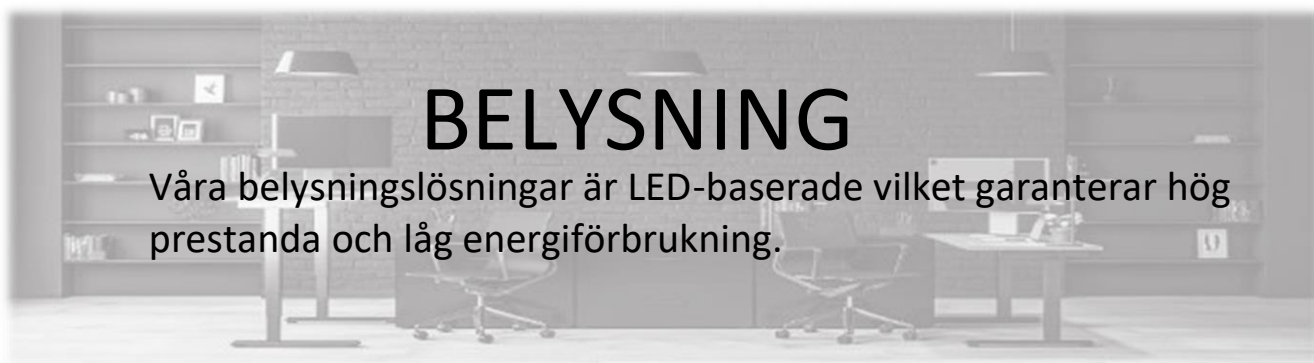 BELYSNING
Våra belysningslösningar är LED-baserade vilket garanterar hög
prestanda och låg energiförbrukning.